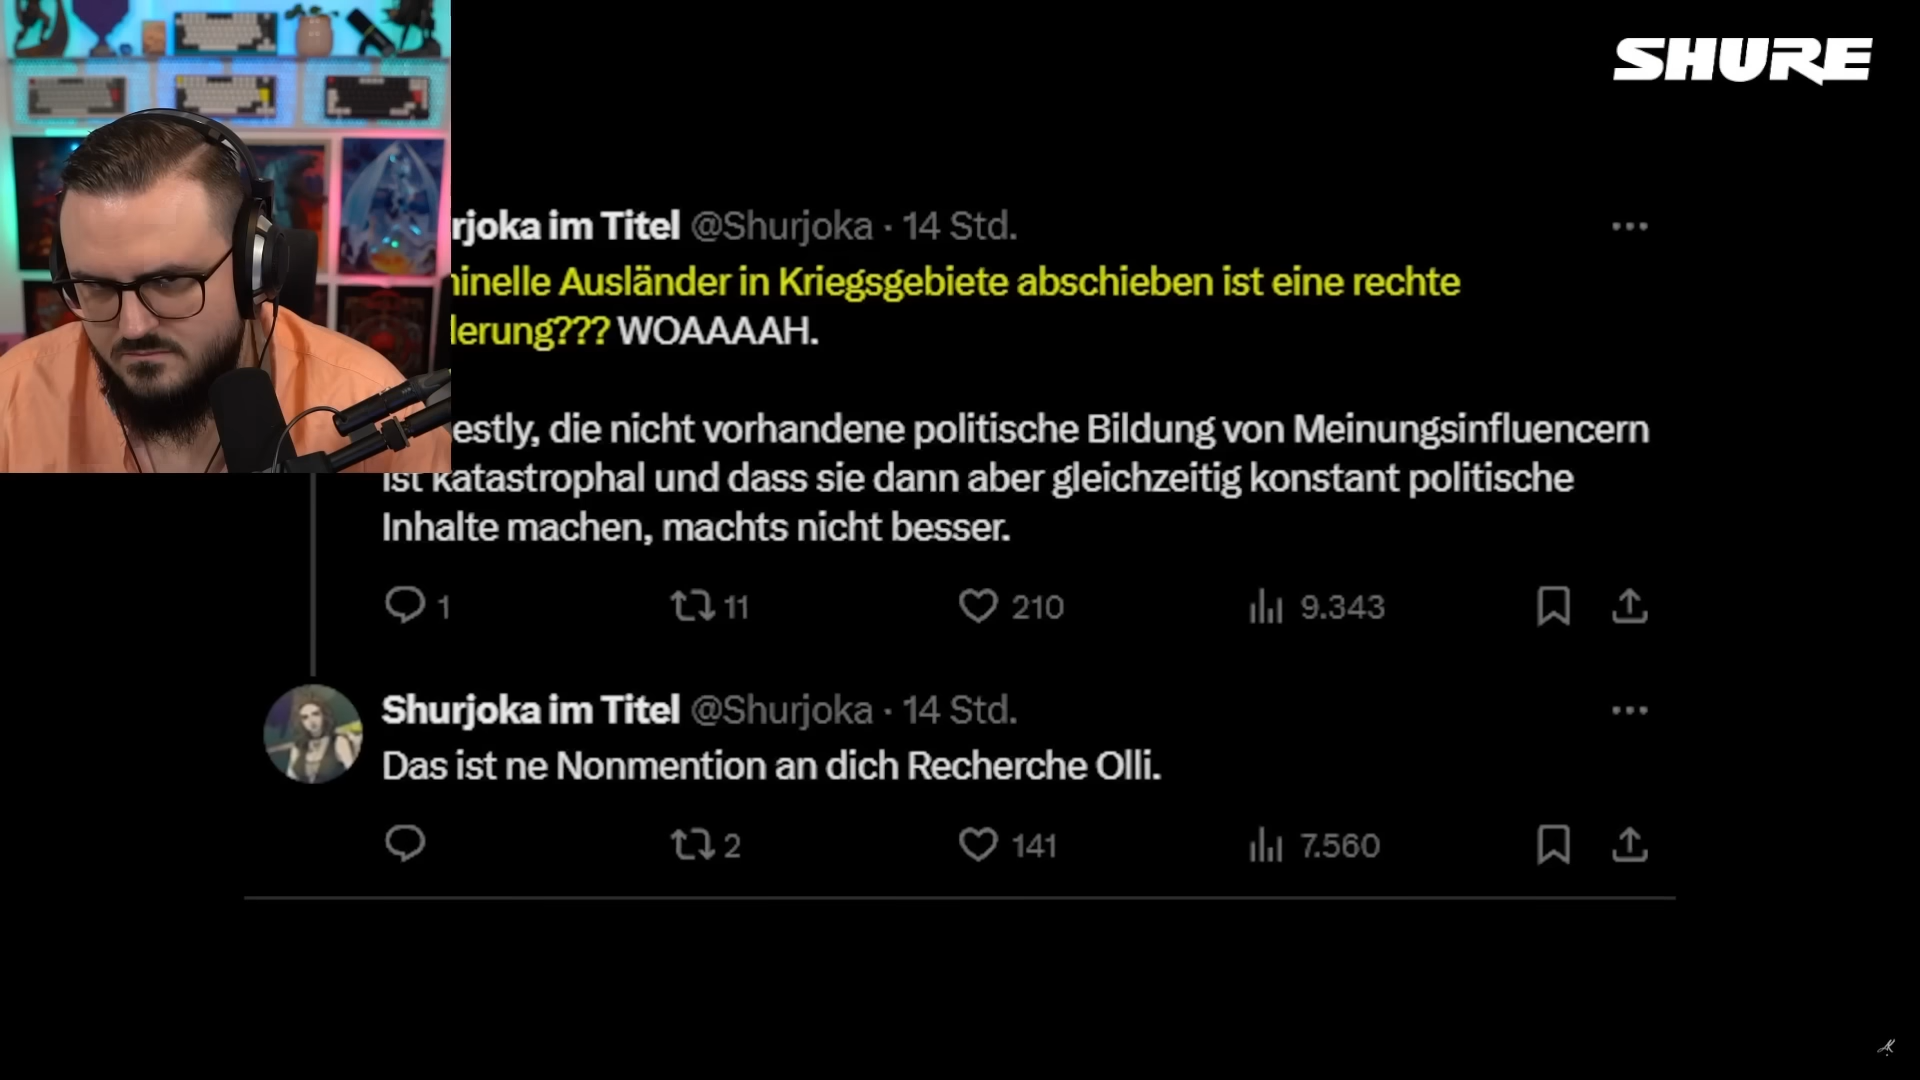 SHURE
rjoka im Titel @Shurjoka · 14 Std.
Ausländer in Kriegsgebiete abschieben ist eine rechte
WOAAAAH.
die nicht vorhandene politische Bildung von Meinungsinfluencern
ist katastrophal und dass sie dann aber gleichzeitig konstant politische
Inhalte machen, machts nicht besser.
1 11 210 9.343
Shurjoka im Titel @Shurjoka · 14 Std.
Das ist ne Nonmention an dich Recherche Olli.
2 141 7.560